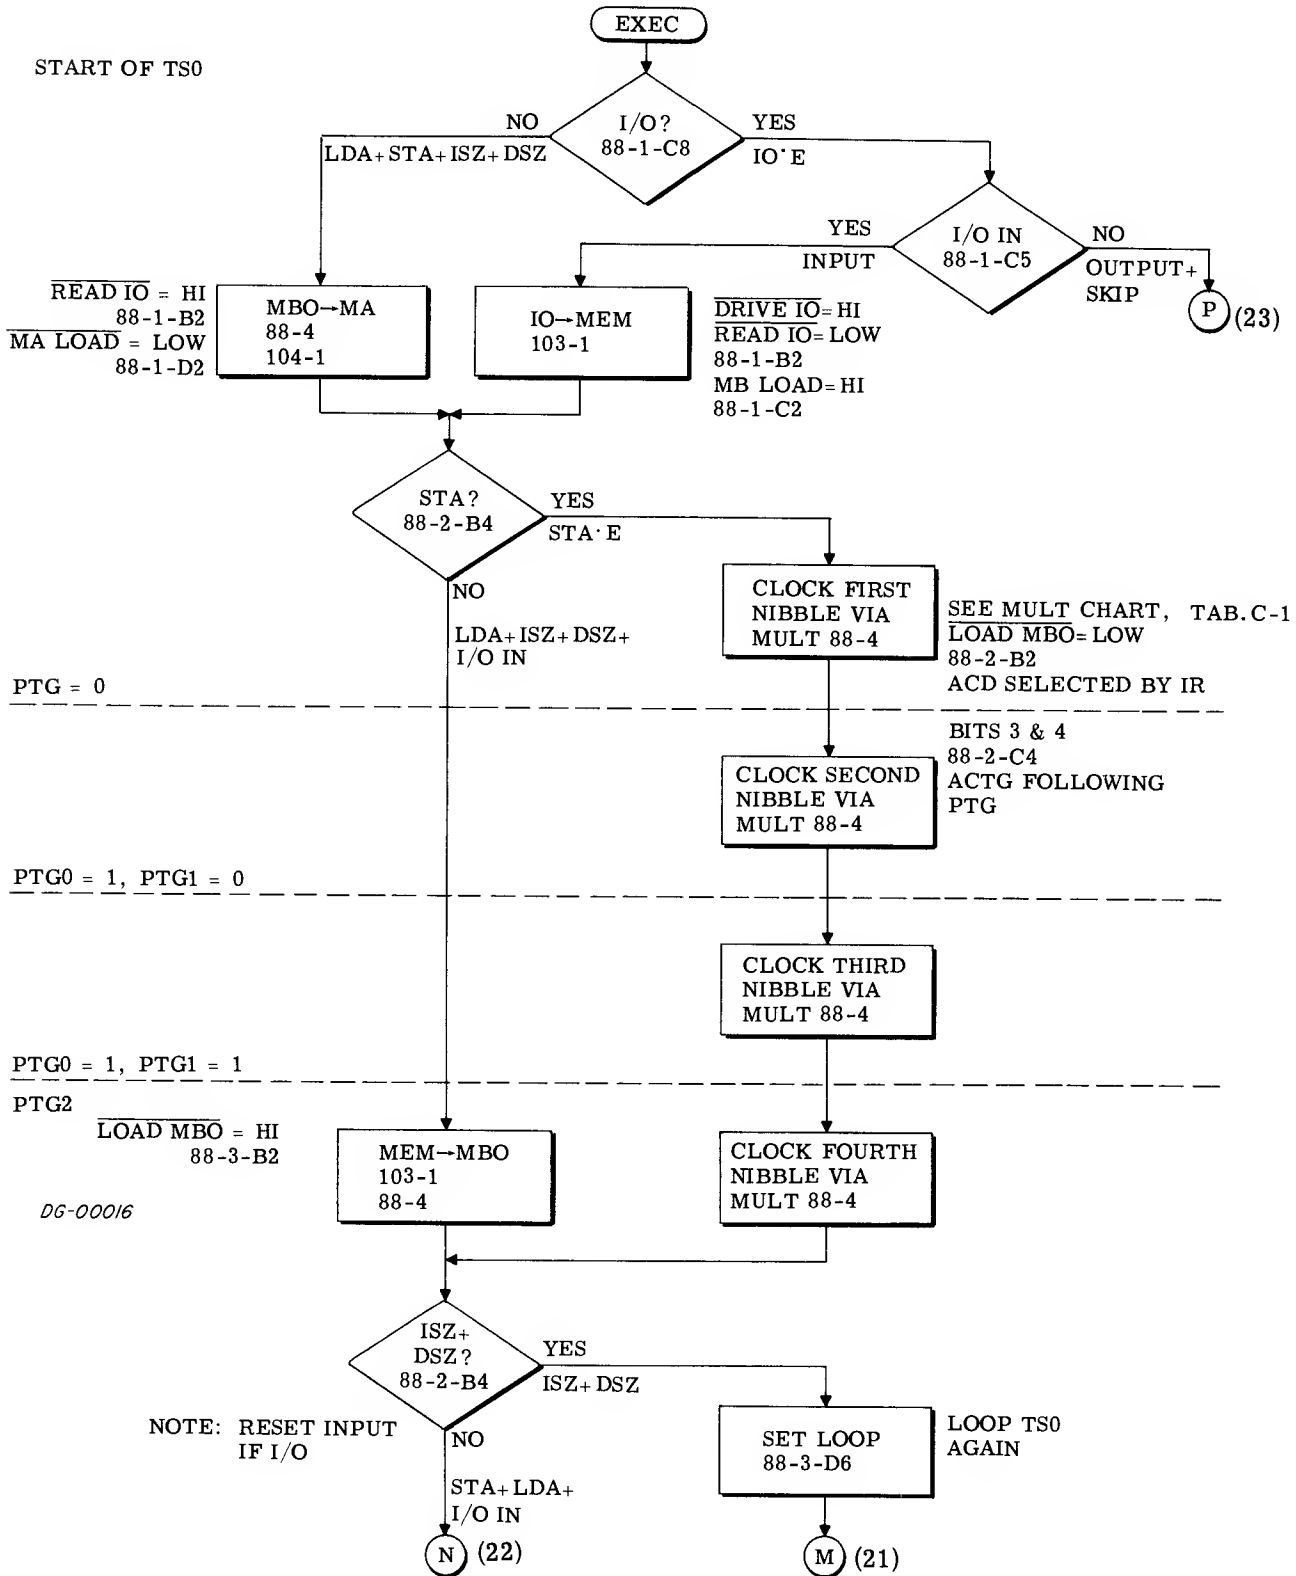 EXEC
START OF TS0
I/O?
88-1-C8
NO
LDA+STA+ISZ+DSZ
YES
IO·E
I/O IN
88-1-C5
YES
INPUT
NO
OUTPUT+
SKIP
P (23)
READ IO = HI
88-1-B2
MA LOAD = LOW
88-1-D2
MBO→MA
88-4
104-1
IO→MEM
103-1
DRIVE IO=HI
READ IO=LOW
88-1-B2
MB LOAD=HI
88-1-C2
STA?
88-2-B4
YES
STA·E
NO
LDA+ISZ+DSZ+
I/O IN
CLOCK FIRST
NIBBLE VIA
MULT 88-4
SEE MULT CHART, TAB.C-1
LOAD MBO=LOW
88-2-B2
ACD SELECTED BY IR
PTG = 0
BITS 3 & 4
88-2-C4
ACTG FOLLOWING
PTG
CLOCK SECOND
NIBBLE VIA
MULT 88-4
PTG0 = 1, PTG1 = 0
CLOCK THIRD
NIBBLE VIA
MULT 88-4
PTG0 = 1, PTG1 = 1
PTG2
LOAD MBO = HI
88-3-B2
MEM→MBO
103-1
88-4
CLOCK FOURTH
NIBBLE VIA
MULT 88-4
DG-00016
ISZ+
DSZ?
88-2-B4
YES
ISZ+DSZ
NOTE: RESET INPUT
IF I/O
NO
STA+LDA+
I/O IN
SET LOOP
88-3-D6
LOOP TS0
AGAIN
N (22)
M (21)